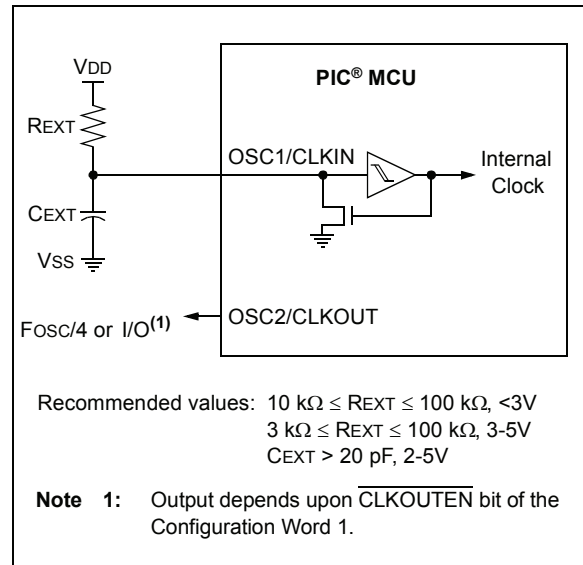 VDD
PIC® MCU
REXT
OSC1/CLKIN
Internal
Clock
CEXT
VSS
FOSC/4 or I/O(1)
OSC2/CLKOUT
Recommended values: 10 kΩ ≤ REXT ≤ 100 kΩ, <3V
3 kΩ ≤ REXT ≤ 100 kΩ, 3-5V
CEXT > 20 pF, 2-5V
Note 1: Output depends upon CLKOUTEN bit of the
Configuration Word 1.